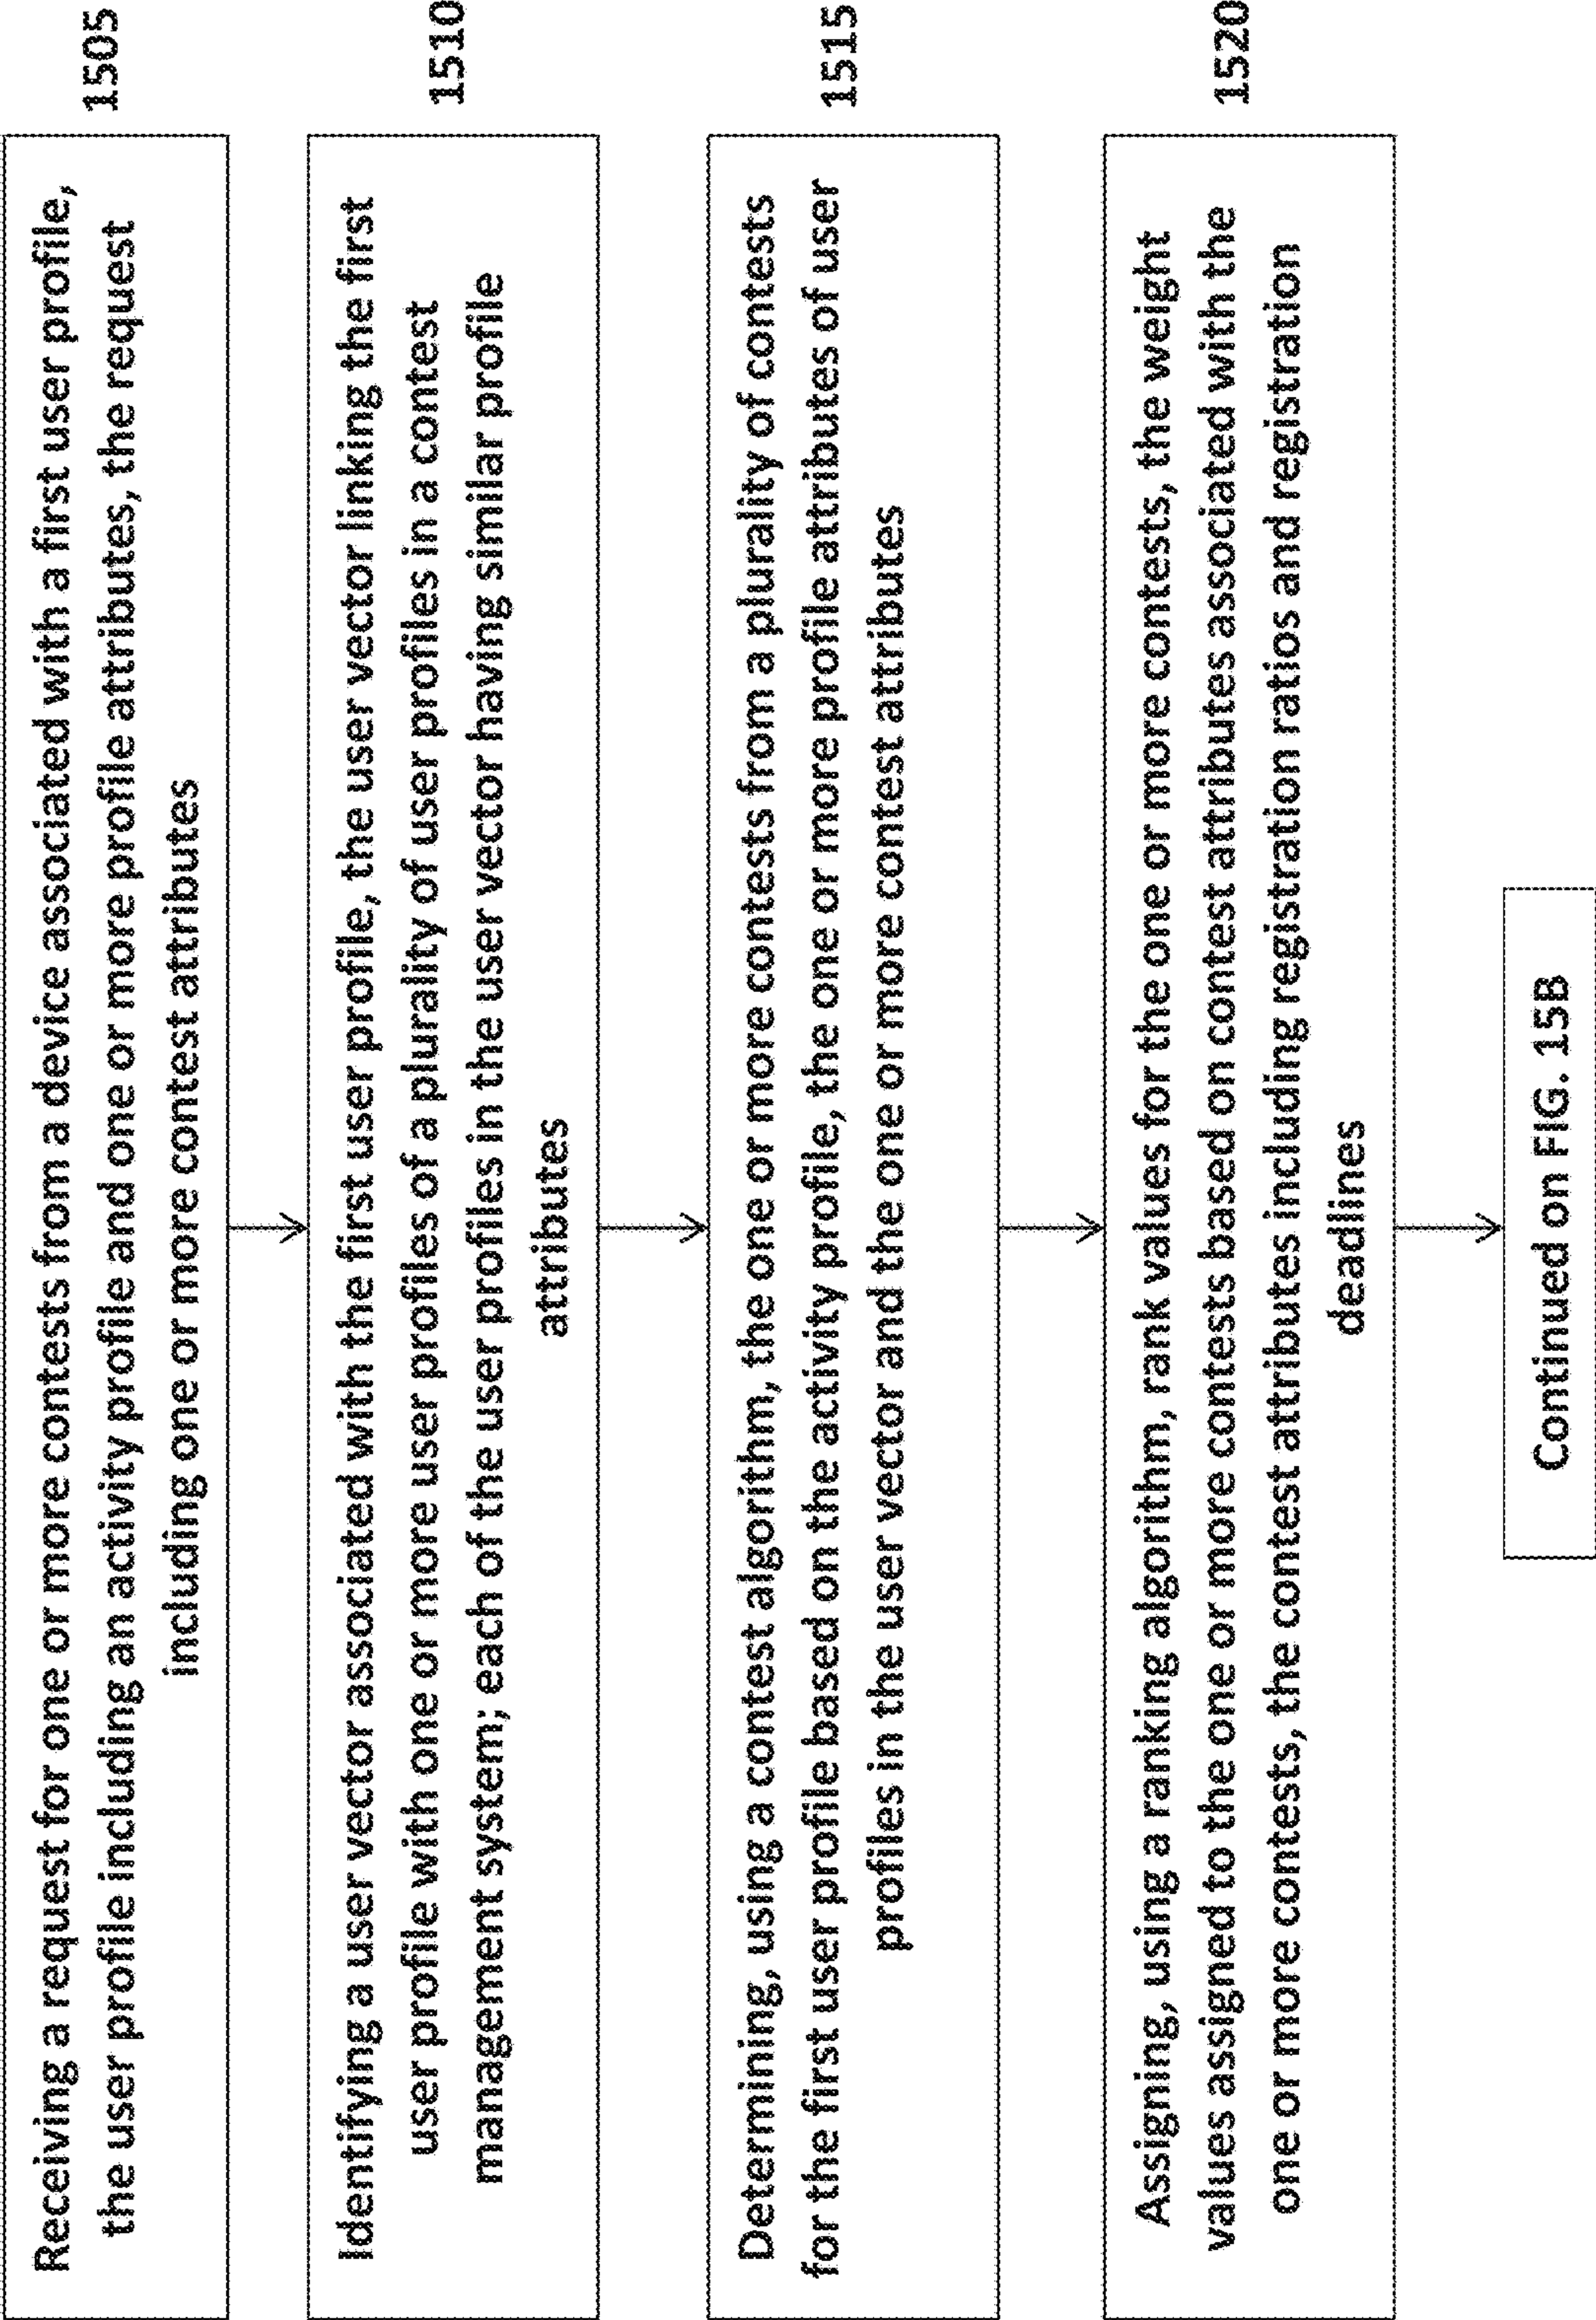 Receiving a request for one or more contests from a device associated with a first user profile,
the user profile including an activity profile and one or more profile attributes, the request
including one or more contest attributes
1505
Identifying a user vector associated with the first user profile, the user vector linking the first
user profile with one or more user profiles of a plurality of user profiles in a contest
management system; each of the user profiles in the user vector having similar profile
attributes
1510
Determining, using a contest algorithm, the one or more contests from a plurality of contests
for the first user profile based on the activity profile, the one or more profile attributes of user
profiles in the user vector and the one or more contest attributes
1515
Assigning, using a ranking algorithm, rank values for the one or more contests, the weight
values assigned to the one or more contests based on contest attributes associated with the
one or more contests, the contest attributes including registration ratios and registration
deadlines
1520
Continued on FIG. 15B